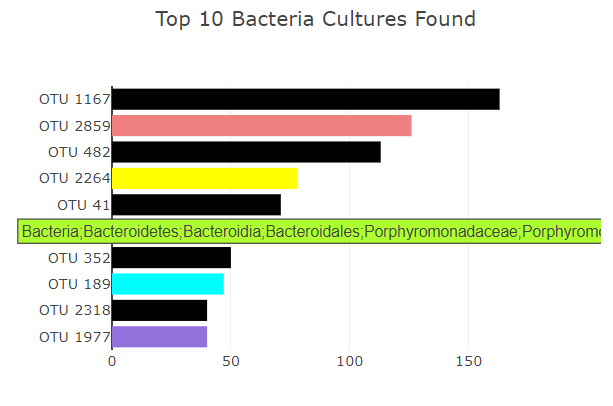 Top 10 Bacteria Cultures Found
OTU 1167
OTU 2859
OTU 482
OTU 2264
OTU 41
Bacteria;Bacteroidetes;Bacteroidia;Bacteroidales;Porphyromonadaceae;Porphyromo
OTU 352
OTU 189
OTU 2318
OTU 1977
0 50 100 150